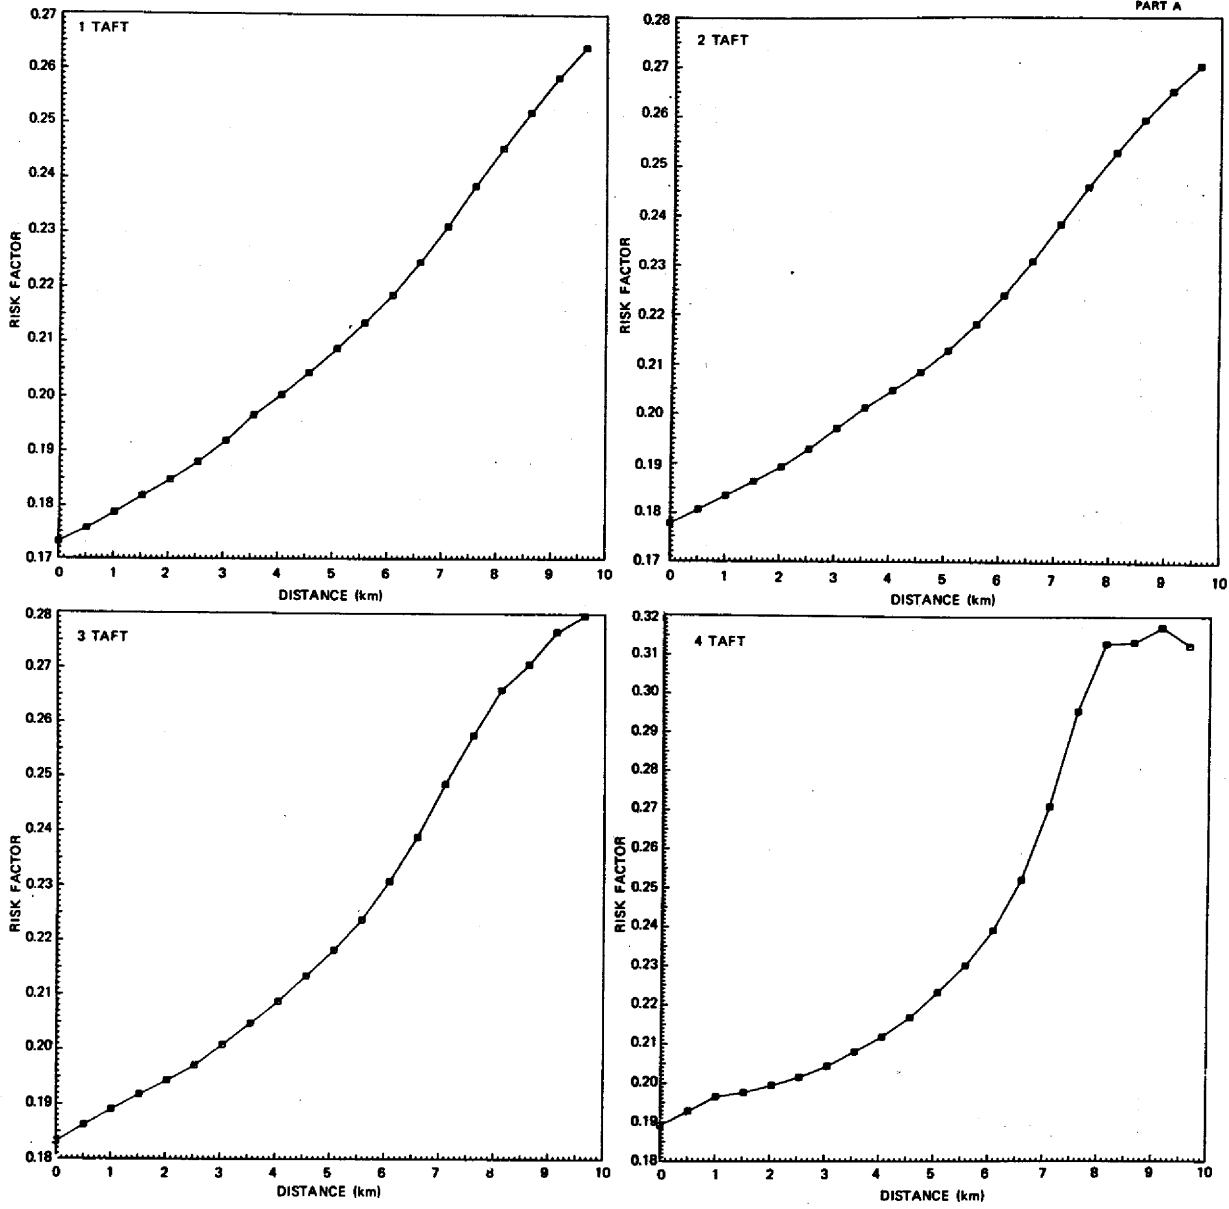 PART A
1 TAFT
0.27
0.26
0.25
0.24
0.23
0.22
0.21
0.20
0.19
0.18
0.17
RISK FACTOR
0 1 2 3 4 5 6 7 8 9 10
DISTANCE (km)
2 TAFT
0.28
0.27
0.26
0.25
0.24
0.23
0.22
0.21
0.20
0.19
0.18
0.17
RISK FACTOR
0 1 2 3 4 5 6 7 8 9 10
DISTANCE (km)
3 TAFT
0.28
0.27
0.26
0.25
0.24
0.23
0.22
0.21
0.20
0.19
0.18
RISK FACTOR
0 1 2 3 4 5 6 7 8 9 10
DISTANCE (km)
4 TAFT
0.32
0.31
0.30
0.29
0.28
0.27
0.26
0.25
0.24
0.23
0.22
0.21
0.20
0.19
0.18
RISK FACTOR
0 1 2 3 4 5 6 7 8 9 10
DISTANCE (km)